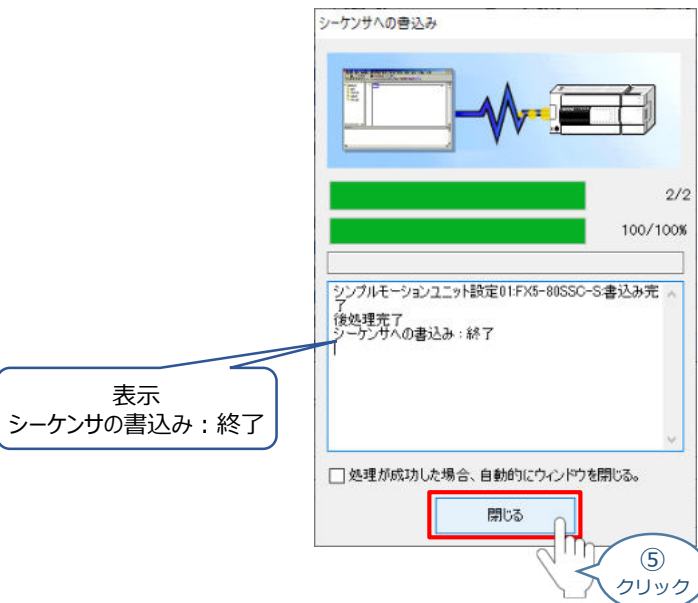 シーケンサへの書込み
2/2
100/100%
シンプルモーションユニット設定01:FX5-80SSC-S:書込み完
了
後処理完了
シーケンサへの書込み：終了
表示
シーケンサの書込み：終了
処理が成功した場合、自動的にウィンドウを閉じる。
閉じる
⑤
クリック